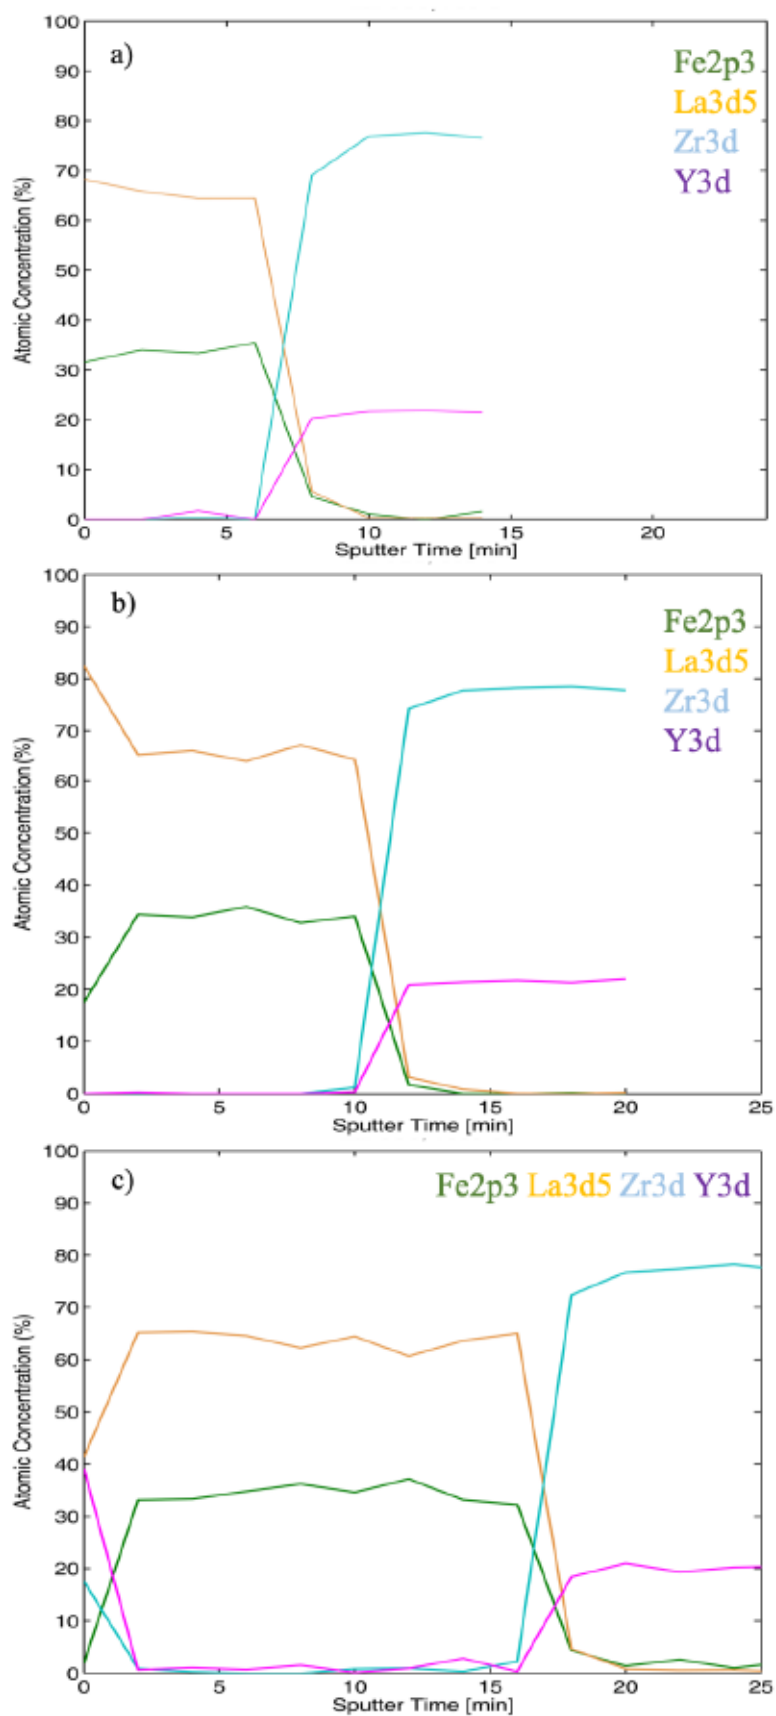 100
a)
Fe2p3
90
La3d5
80
Zr3d
70
Y3d
60
50
40
30
20
10
0
0 5 10 15 20
Atomic Concentration (%)
Sputter Time [min]
100
b)
90
Fe2p3
80
La3d5
70
Zr3d
Y3d
60
50
40
30
20
10
0
0 5 10 15 20 25
Atomic Concentration (%)
Sputter Time [min]
100
c)
Fe2p3 La3d5 Zr3d Y3d
90
80
70
60
50
40
30
20
10
0
0 5 10 15 20 25
Atomic Concentration (%)
Sputter Time [min]